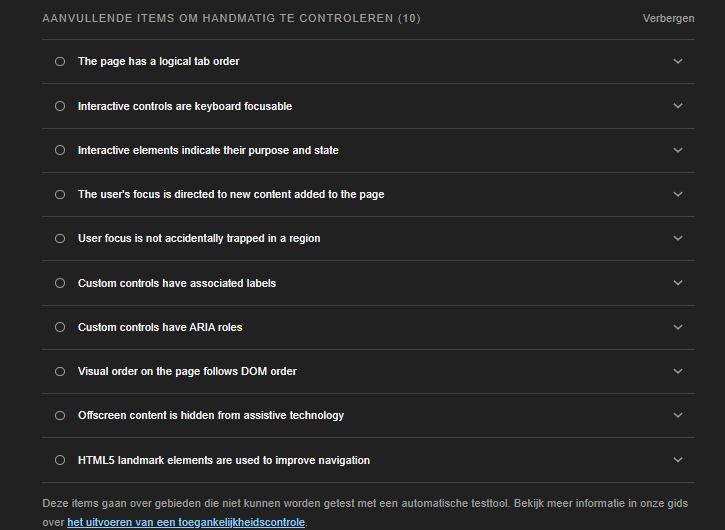 AANVULLENDE ITEMS OM HANDMATIG TE CONTROLEREN (10) Verbergen
The page has a logical tab order
Interactive controls are keyboard focusable
Interactive elements indicate their purpose and state
The user's focus is directed to new content added to the page
User focus is not accidentally trapped in a region
Custom controls have associated labels
Custom controls have ARIA roles
Visual order on the page follows DOM order
Offscreen content is hidden from assistive technology
HTML5 landmark elements are used to improve navigation
Deze items gaan over gebieden die niet kunnen worden getest met een automatische testtool. Bekijk meer informatie in onze gids
over het uitvoeren van een toegankelijkheidscontrole.